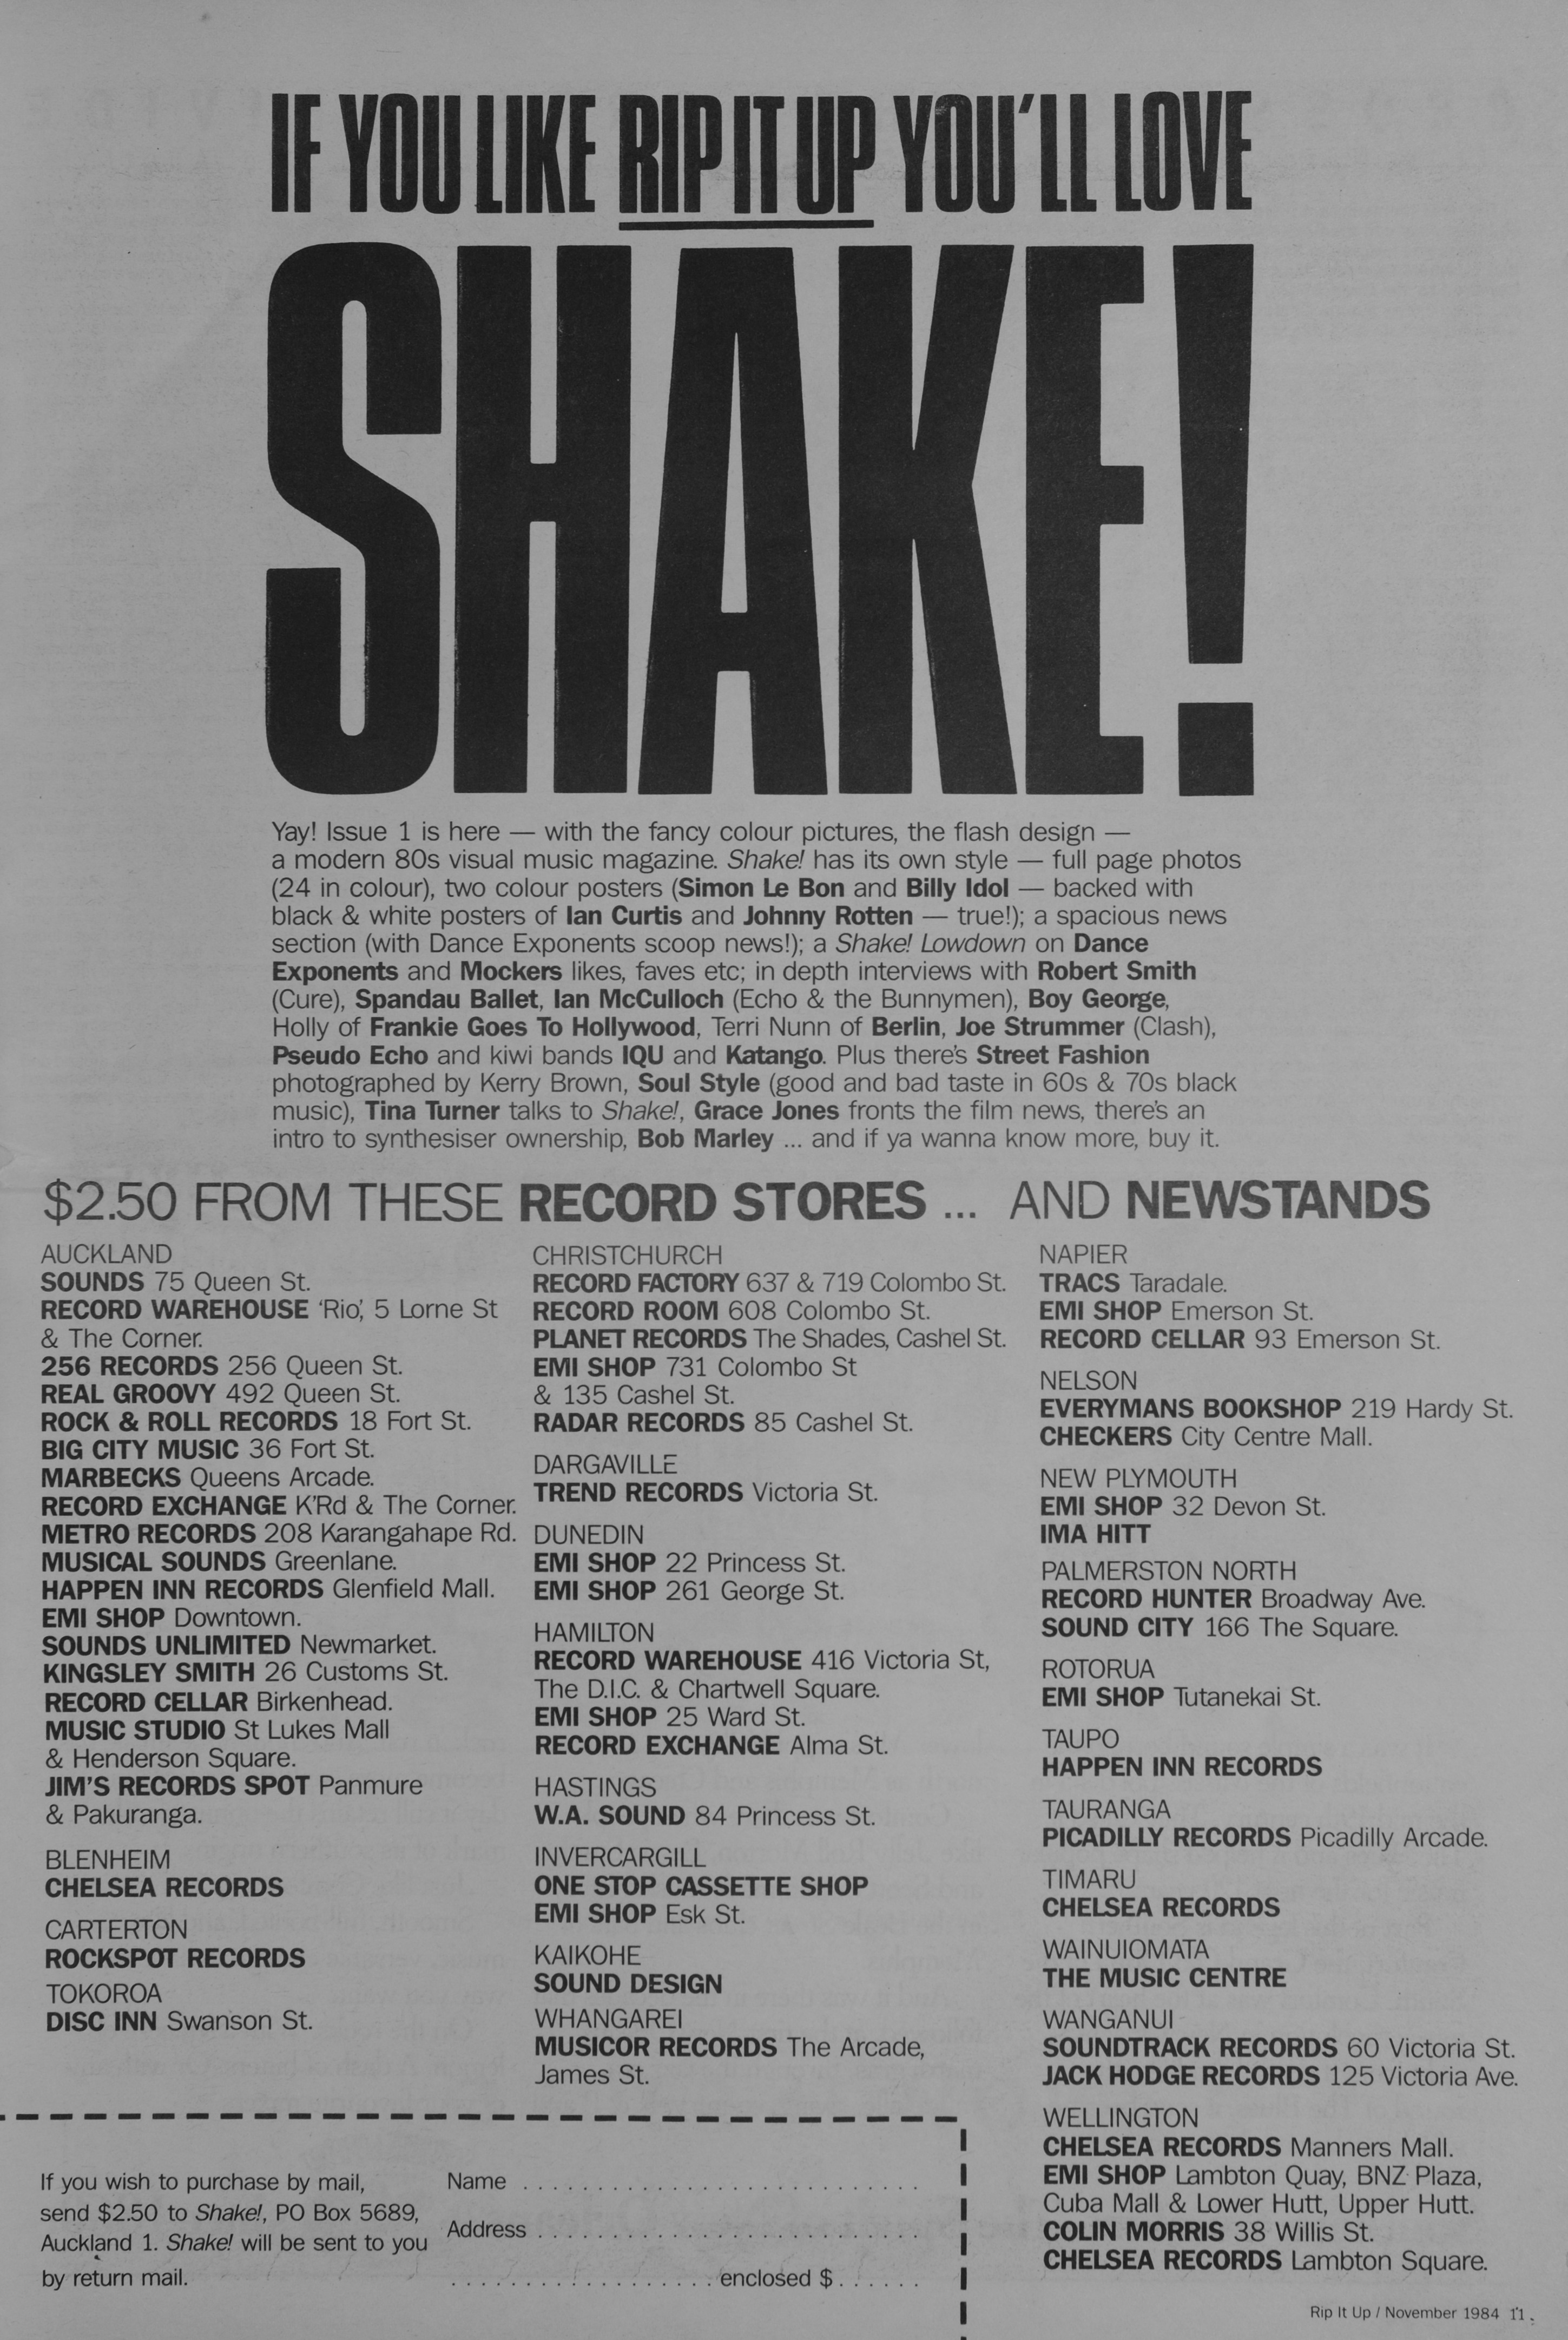 IF YOU LIKE RIP IT UP YOU'LL LOVE
SHAKE!
Yay! Issue 1 is here — with the fancy colour pictures, the flash design —
a modern 80s visual music magazine. Shake! has its own style — full page photos
(24 in colour), two colour posters (Simon Le Bon and Billy Idol — backed with
black & white posters of Ian Curtis and Johnny Rotten — true!); a spacious news
section (with Dance Exponents scoop news!); a Shake! Lowdown on Dance
Exponents and Mockers likes, faves etc; in depth interviews with Robert Smith
(Cure), Spandau Ballet, Ian McCulloch (Echo & the Bunnymen), Boy George,
Holly of Frankie Goes To Hollywood, Terri Nunn of Berlin, Joe Strummer (Clash),
Pseudo Echo and kiwi bands IQU and Katango. Plus there's Street Fashion
photographed by Kerry Brown, Soul Style (good and bad taste in 60s & 70s black
music), Tina Turner talks to Shake!, Grace Jones fronts the film news, there's an
intro to synthesiser ownership, Bob Marley ... and if ya wanna know more, buy it.
$2.50 FROM THESE RECORD STORES ... AND NEWSTANDS
AUCKLAND
SOUNDS 75 Queen St.
RECORD WAREHOUSE 'Rio', 5 Lorne St
& The Corner.
256 RECORDS 256 Queen St.
REAL GROOVY 492 Queen St.
ROCK & ROLL RECORDS 18 Fort St.
BIG CITY MUSIC 36 Fort St.
MARBECKS Queens Arcade.
RECORD EXCHANGE K'Rd & The Corner.
METRO RECORDS 208 Karangahape Rd.
MUSICAL SOUNDS Greenlane.
HAPPEN INN RECORDS Glenfield Mall.
EMI SHOP Downtown.
SOUNDS UNLIMITED Newmarket.
KINGSLEY SMITH 26 Customs St.
RECORD CELLAR Birkenhead.
MUSIC STUDIO St Lukes Mall
& Henderson Square.
JIM'S RECORDS SPOT Panmure
& Pakuranga.
BLENHEIM
CHELSEA RECORDS
CARTERTON
ROCKSPOT RECORDS
TOKOROA
DISC INN Swanson St.
CHRISTCHURCH
RECORD FACTORY 637 & 719 Colombo St.
RECORD ROOM 608 Colombo St.
PLANET RECORDS The Shades, Cashel St.
EMI SHOP 731 Colombo St
& 135 Cashel St.
RADAR RECORDS 85 Cashel St.
DARGAVILLE
TREND RECORDS Victoria St.
DUNEDIN
EMI SHOP 22 Princess St.
EMI SHOP 261 George St.
HAMILTON
RECORD WAREHOUSE 416 Victoria St,
The D.I.C. & Chartwell Square.
EMI SHOP 25 Ward St.
RECORD EXCHANGE Alma St.
HASTINGS
W.A. SOUND 84 Princess St.
INVERCARGILL
ONE STOP CASSETTE SHOP
EMI SHOP Esk St.
KAIKOHE
SOUND DESIGN
WHANGAREI
MUSICOR RECORDS The Arcade,
James St.
NAPIER
TRACS Taradale.
EMI SHOP Emerson St.
RECORD CELLAR 93 Emerson St.
NELSON
EVERYMANS BOOKSHOP 219 Hardy St.
CHECKERS City Centre Mall.
NEW PLYMOUTH
EMI SHOP 32 Devon St.
IMA HITT
PALMERSTON NORTH
RECORD HUNTER Broadway Ave.
SOUND CITY 166 The Square.
ROTORUA
EMI SHOP Tutanekai St.
TAUPO
HAPPEN INN RECORDS
TAURANGA
PICADILLY RECORDS Picadilly Arcade.
TIMARU
CHELSEA RECORDS
WAINUIOMATA
THE MUSIC CENTRE
WANGANUI
SOUNDTRACK RECORDS 60 Victoria St.
JACK HODGE RECORDS 125 Victoria Ave.
WELLINGTON
CHELSEA RECORDS Manners Mall.
EMI SHOP Lambton Quay, BNZ Plaza,
Cuba Mall & Lower Hutt, Upper Hutt.
COLIN MORRIS 38 Willis St.
CHELSEA RECORDS Lambton Square.
If you wish to purchase by mail,
send $2.50 to Shake!, PO Box 5689,
Auckland 1. Shake! will be sent to you
by return mail.
Name ...........................
Address ...........................
.................. enclosed $......
Rip It Up / November 1984 11